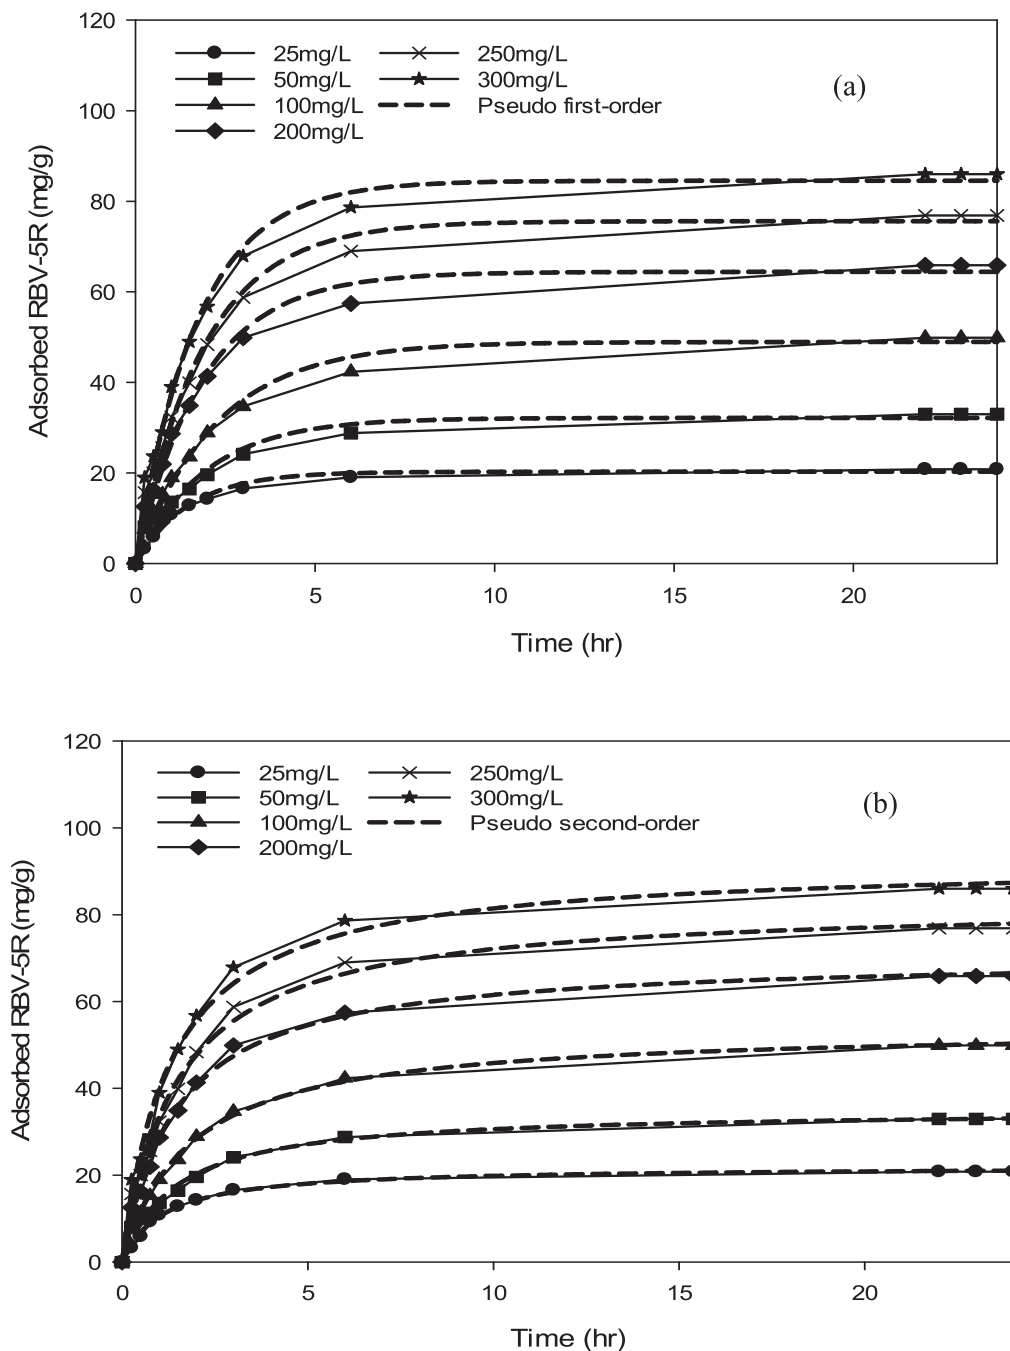 120
100
80
60
40
20
0
Adsorbed RBV-5R (mg/g)
25mg/L
50mg/L
100mg/L
200mg/L
250mg/L
300mg/L
Pseudo first-order
(a)
0 5 10 15 20
Time (hr)
120
100
80
60
40
20
0
Adsorbed RBV-5R (mg/g)
25mg/L
50mg/L
100mg/L
200mg/L
250mg/L
300mg/L
Pseudo second-order
(b)
0 5 10 15 20
Time (hr)